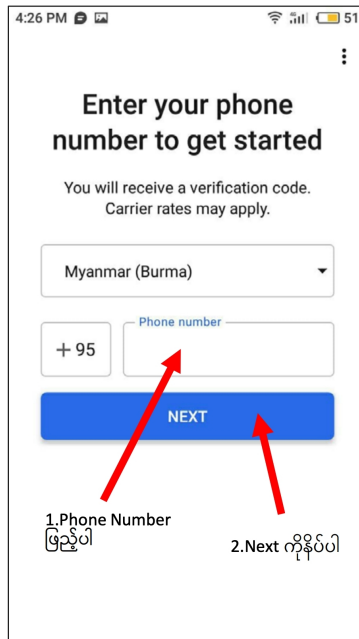 4:26 PM 51
Enter your phone
number to get started
You will receive a verification code.
Carrier rates may apply.
Myanmar (Burma)
Phone number
+ 95
NEXT
1.Phone Number
ဖြည့်ပါ
2.Next ကိုနှိပ်ပါ